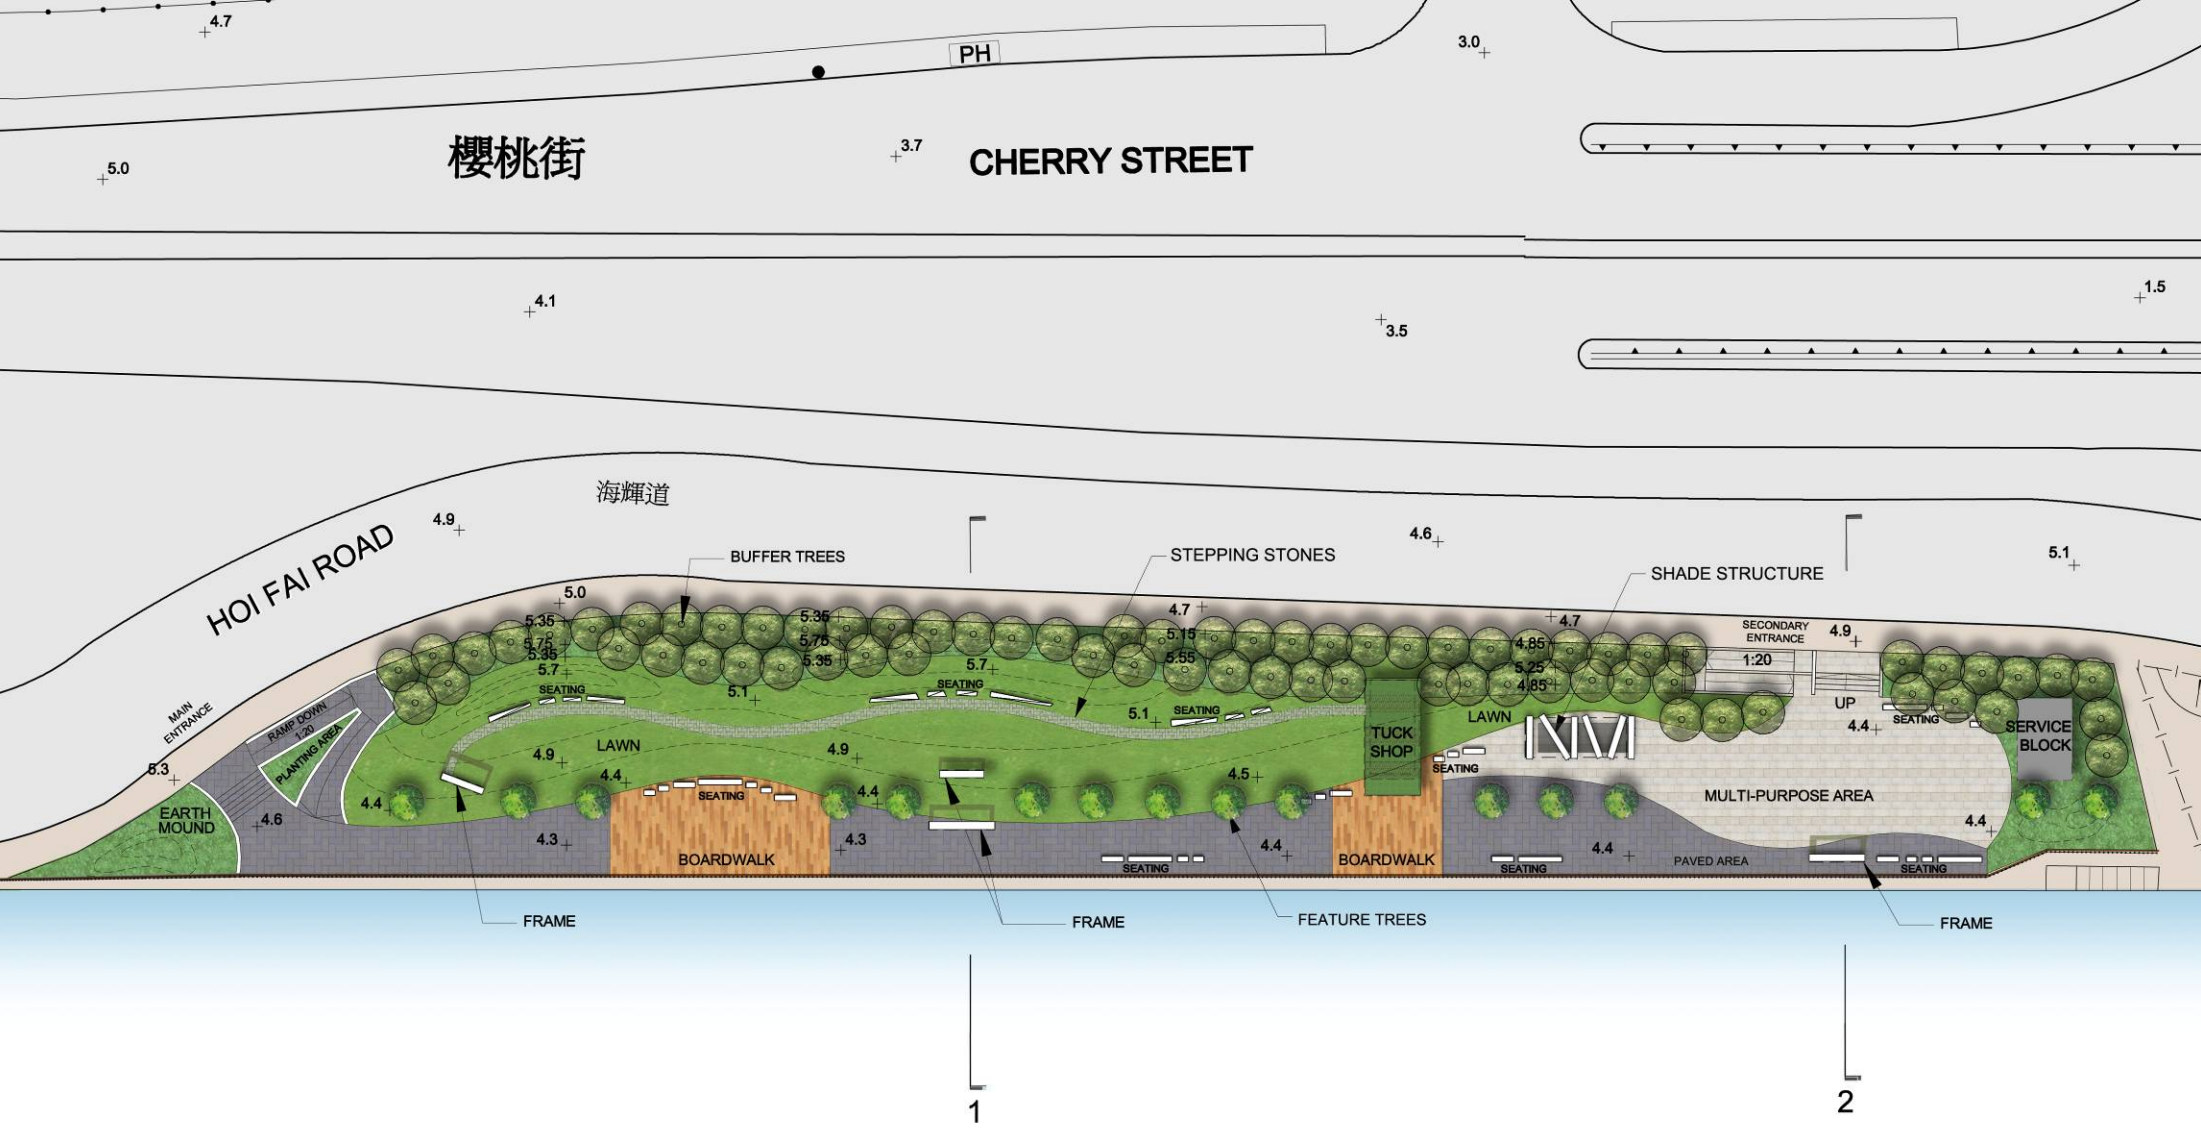 4.7
PH
3.0
5.0
櫻桃街
3.7
CHERRY STREET
4.1
3.5
1.5
HOI FAI ROAD
海輝道
4.9
4.6
5.1
BUFFER TREES
STEPPING STONES
SHADE STRUCTURE
5.0
4.7
4.7
5.35
5.75
5.35
5.7
5.35
5.75
5.35
5.15
5.55
4.85
5.25
4.85
SECONDARY
ENTRANCE
4.9
1:20
UP
4.4
MAIN
ENTRANCE
RAMP DOWN
1:20
PLANTING AREA
5.3
EARTH
MOUND
4.6
4.4
SEATING
5.1
5.7
SEATING
5.1
SEATING
LAWN
4.9
4.4
LAWN
4.9
4.4
4.5
TUCK
SHOP
SEATING
SEATING
SEATING
SERVICE
BLOCK
MULTI-PURPOSE AREA
4.4
4.3
BOARDWALK
4.3
4.4
SEATING
BOARDWALK
4.4
SEATING
PAVED AREA
SEATING
FRAME
FRAME
FEATURE TREES
FRAME
1
2